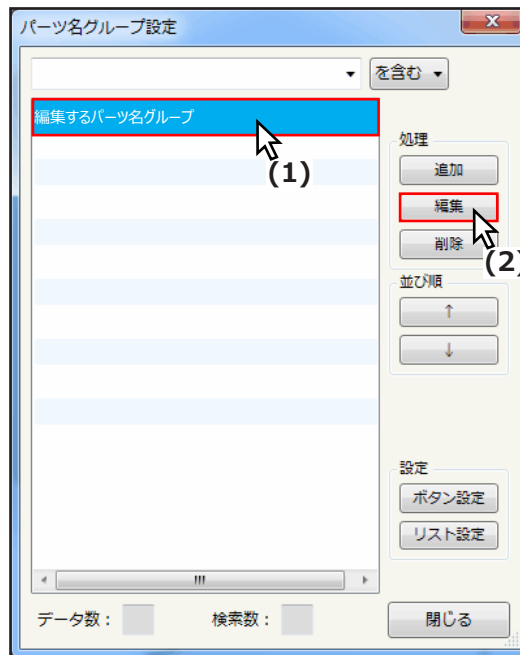 パーツ名グループ設定
を含む
編集するパーツ名グループ
(1)
処理
追加
編集
削除
(2)
並び順
↑
↓
設定
ボタン設定
リスト設定
データ数：
検索数：
閉じる